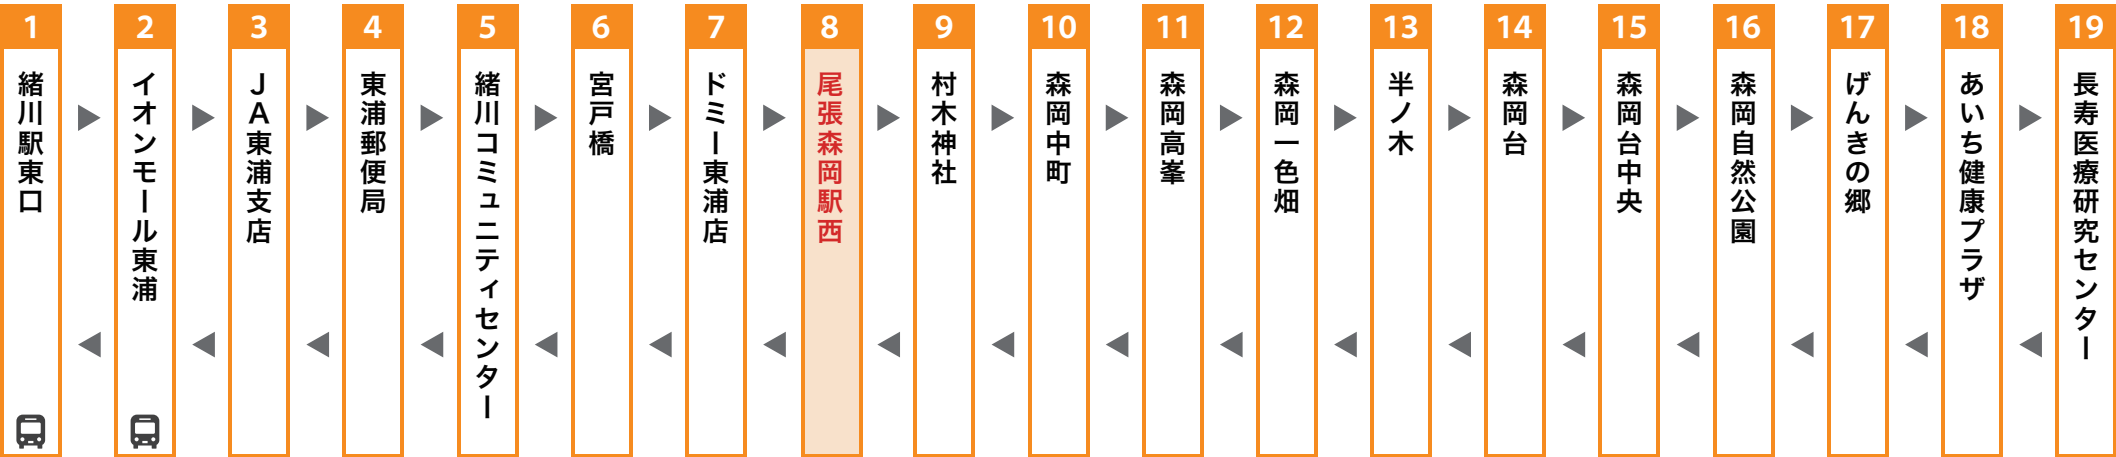 1
緒川駅東口
2
イオンモール東浦
3
JA東浦支店
4
東浦郵便局
5
緒川コミュニティセンター
6
宮戸橋
7
ドミー東浦店
8
尾張森岡駅西
9
村木神社
10
森岡中町
11
森岡高峯
12
森岡一色畑
13
半ノ木
14
森岡台
15
森岡台中央
16
森岡自然公園
17
げんきの郷
18
あいち健康プラザ
19
長寿医療研究センター